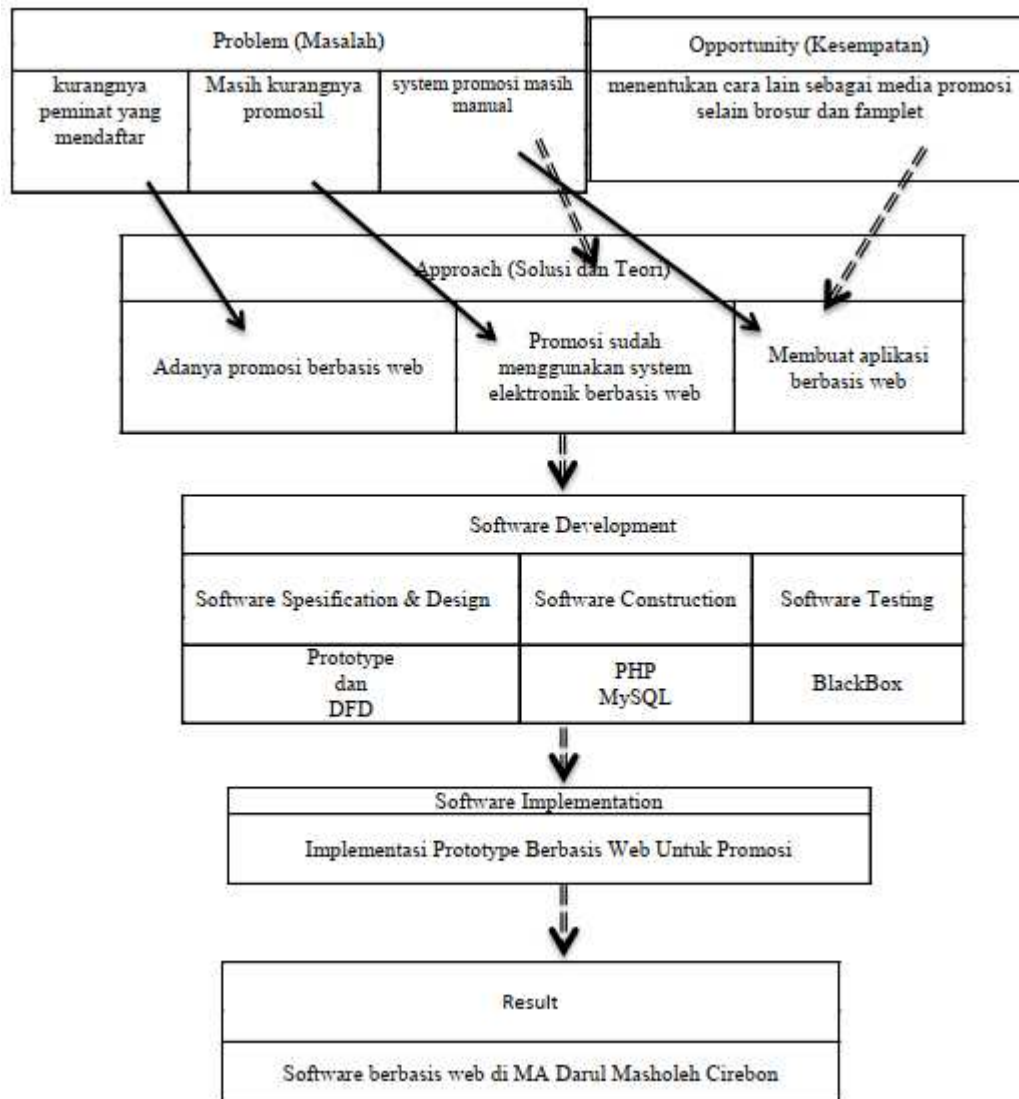 Problem (Masalah)
kurangnya
peminat yang
mendaftar
Masih kurangnya
promosil
system promosi masih
manual
Opportunity (Kesempatan)
menentukan cara lain sebagai media promosi
selain brosur dan famplet
Approach (Solusi dan Teori)
Adanya promosi berbasis web
Promosi sudah
menggunakan system
elektronik berbasis web
Membuat aplikasi
berbasis web
Software Development
Software Spesification & Design
Software Construction
Software Testing
Prototype
dan
DFD
PHP
MySQL
BlackBox
Software Implementation
Implementasi Prototype Berbasis Web Untuk Promosi
Result
Software berbasis web di MA Darul Masholeh Cirebon